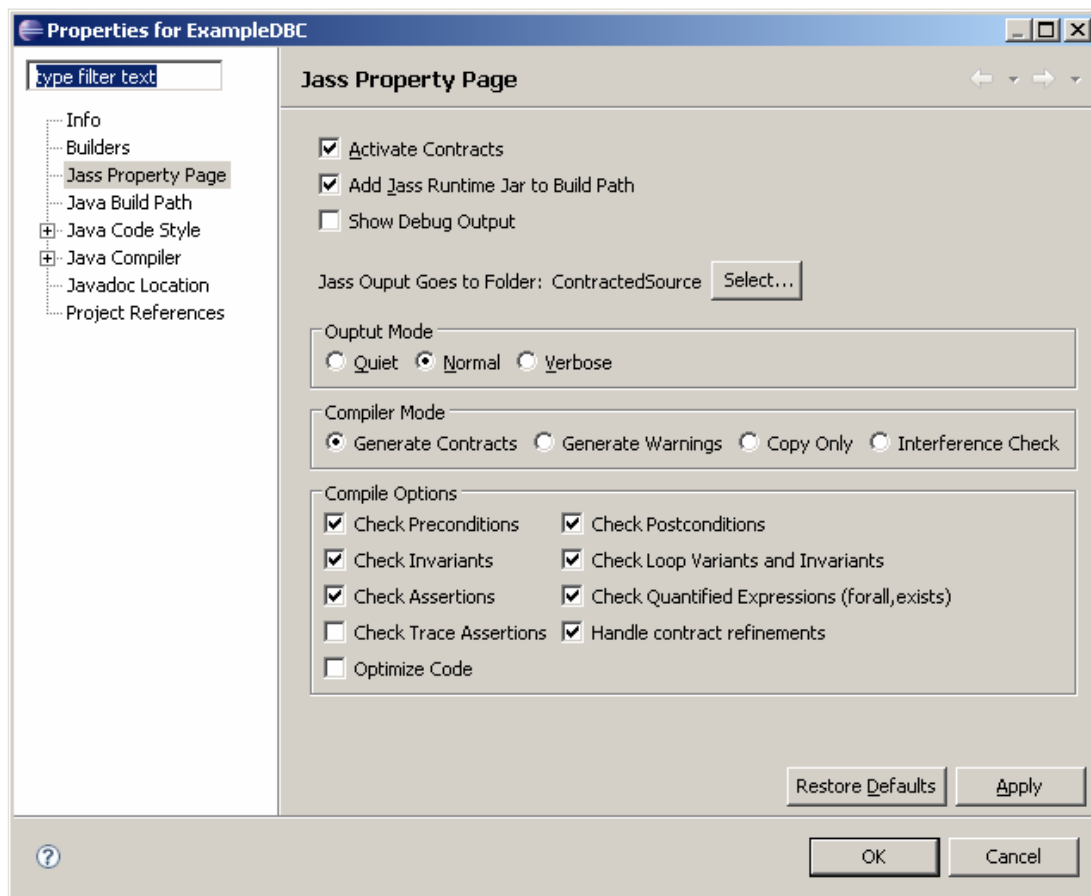 Properties for ExampleDBC
type filter text
Info
Builders
Jass Property Page
Java Build Path
Java Code Style
Java Compiler
Javadoc Location
Project References
Jass Property Page
Activate Contracts
Add Jass Runtime Jar to Build Path
Show Debug Output
Jass Ouput Goes to Folder: ContractedSource Select...
Ouptut Mode
Quiet Normal Verbose
Compiler Mode
Generate Contracts Generate Warnings Copy Only Interference Check
Compile Options
Check Preconditions Check Postconditions
Check Invariants Check Loop Variants and Invariants
Check Assertions Check Quantified Expressions (forall,exists)
Check Trace Assertions Handle contract refinements
Optimize Code
Restore Defaults Apply
? OK Cancel